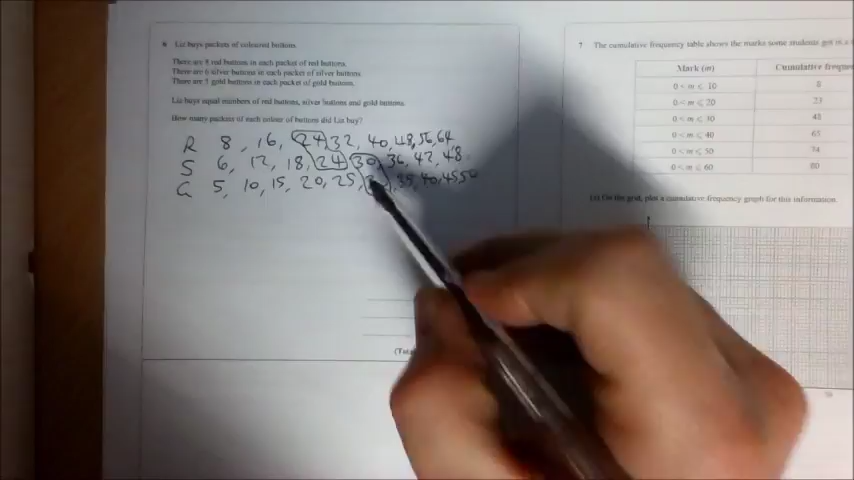 6 Liz buys packets of coloured buttons.
There are 8 red buttons in each packet of red buttons.
There are 6 silver buttons in each packet of silver buttons.
There are 5 gold buttons in each packet of gold buttons.
Liz buys equal numbers of red buttons, silver buttons and gold buttons.
How many packets of each colour of buttons did Liz buy?
R 8, 16, 24, 32, 40, 48, 56, 64
S 6, 12, 18, 24, 30, 36, 42, 48
G 5, 10, 15, 20, 25, 35, 40, 45, 50
(Total
7 The cumulative frequency table shows the marks some students got in a
Mark (m) Cumulative freque
0 < m ⩽ 10 8
0 < m ⩽ 20 23
0 < m ⩽ 30 48
0 < m ⩽ 40 65
0 < m ⩽ 50 74
0 < m ⩽ 60 80
(a) On the grid, plot a cumulative frequency graph for this information.